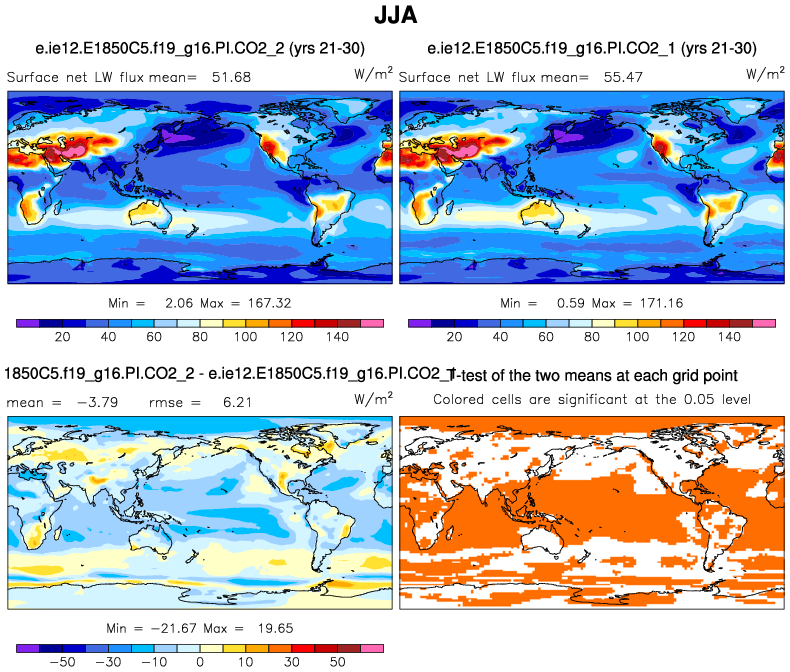 JJA
e.ie12.E1850C5.f19_g16.PI.CO2_2 (yrs 21-30)
Surface net LW flux mean= 51.68 W/m²
Min = 2.06 Max = 167.32
20 40 60 80 100 120 140
e.ie12.E1850C5.f19_g16.PI.CO2_1 (yrs 21-30)
Surface net LW flux mean= 55.47 W/m²
Min = 0.59 Max = 171.16
20 40 60 80 100 120 140
1850C5.f19_g16.PI.CO2_2 - e.ie12.E1850C5.f19_g16.PI.CO2_1
mean = −3.79 rmse = 6.21 W/m²
Min = −21.67 Max = 19.65
−50 −30 −10 0 10 30 50
T-test of the two means at each grid point
Colored cells are significant at the 0.05 level